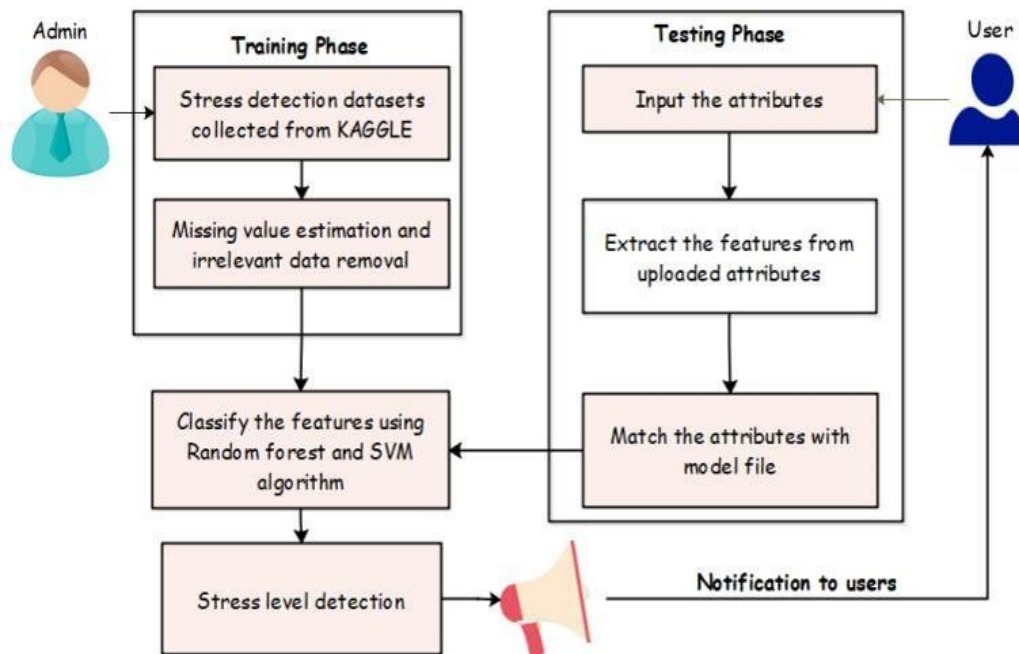 Admin
Training Phase
Stress detection datasets
collected from KAGGLE
Missing value estimation and
irrelevant data removal
Classify the features using
Random forest and SVM
algorithm
Stress level detection
Testing Phase
Input the attributes
Extract the features from
uploaded attributes
Match the attributes with
model file
User
Notification to users